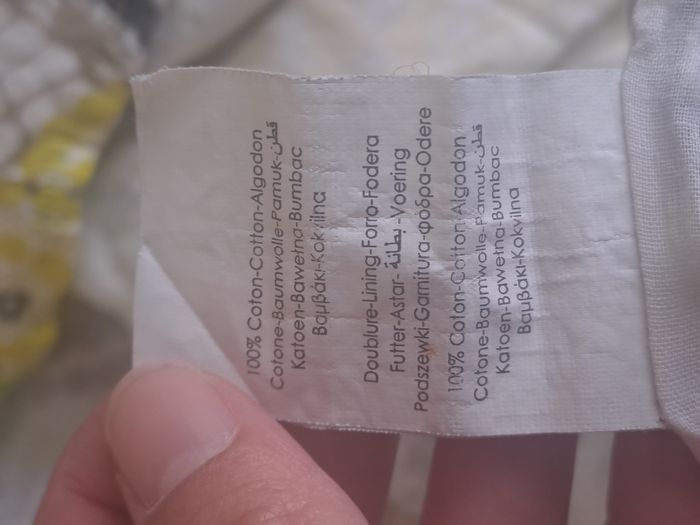 100% Coton-Cotton-Algodon
Cotone-Baumwolle-Pamuk-قطن
Katoen-Bawełna-Bumbac
Βαμβάκι-Kokvilna
Doublure-Lining-Forro-Fodera
Futter-Astar- بطانة -Voering
Podszewki-Garnitura-φόδρα-Odere
100% Coton-Cotton-Algodon
Cotone-Baumwolle-Pamuk-قطن
Katoen-Bawełna-Bumbac
Βαμβάκι-Kokvilna